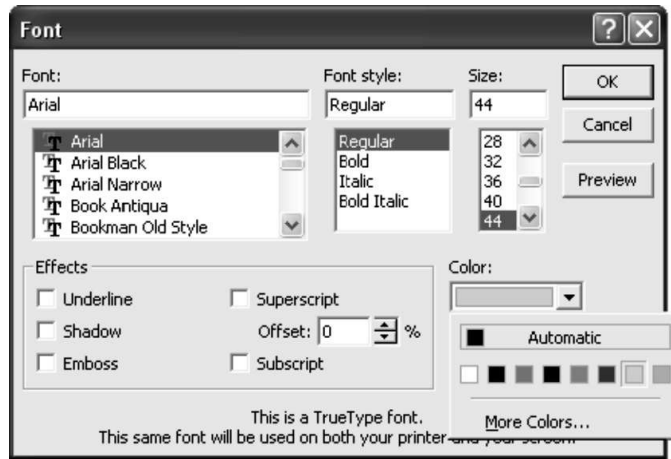 Font
Font: Font style: Size:
Arial Regular 44 OK
Arial Regular 28 Cancel
Arial Black Bold 32
Arial Narrow Italic 36 Preview
Book Antiqua Bold Italic 40
Bookman Old Style 44
Effects Color:
Underline Superscript
Shadow Offset: 0 % Automatic
Emboss Subscript
This is a TrueType font. More Colors...
This same font will be used on both your printer and your screen.